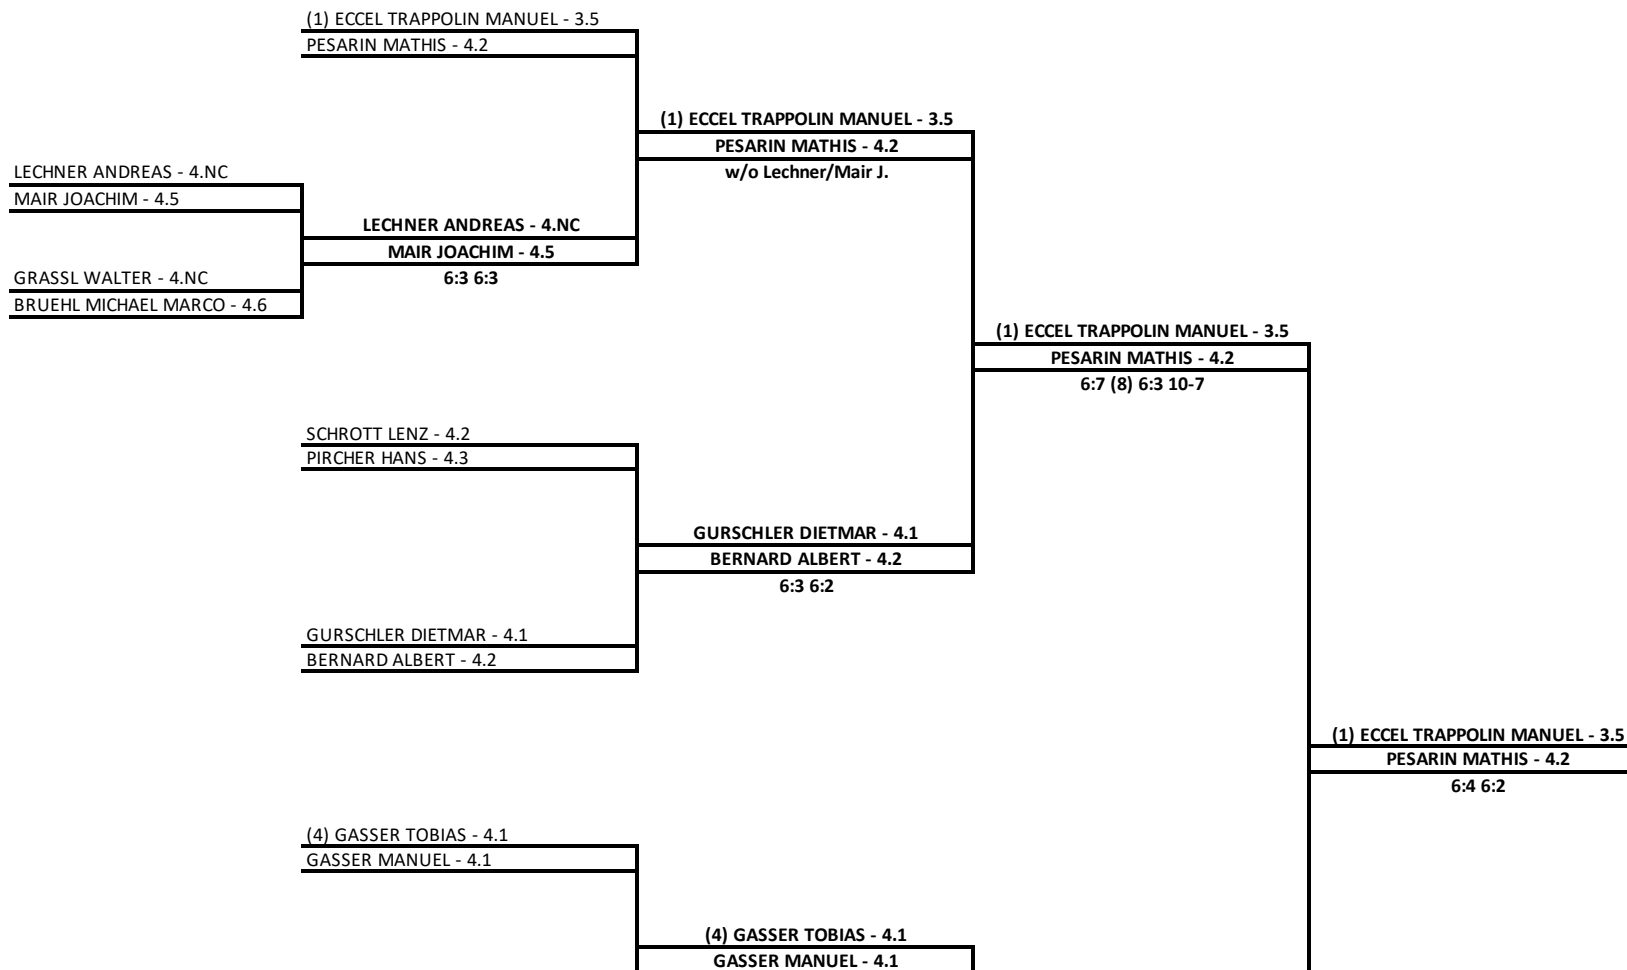 (1) ECCEL TRAPPOLIN MANUEL - 3.5
PESARIN MATHIS - 4.2
(1) ECCEL TRAPPOLIN MANUEL - 3.5
PESARIN MATHIS - 4.2
w/o Lechner/Mair J.
LECHNER ANDREAS - 4.NC
MAIR JOACHIM - 4.5
LECHNER ANDREAS - 4.NC
MAIR JOACHIM - 4.5
6:3 6:3
GRASSL WALTER - 4.NC
BRUEHL MICHAEL MARCO - 4.6
(1) ECCEL TRAPPOLIN MANUEL - 3.5
PESARIN MATHIS - 4.2
6:7 (8) 6:3 10-7
SCHROTT LENZ - 4.2
PIRCHER HANS - 4.3
GURSCHLER DIETMAR - 4.1
BERNARD ALBERT - 4.2
6:3 6:2
GURSCHLER DIETMAR - 4.1
BERNARD ALBERT - 4.2
(1) ECCEL TRAPPOLIN MANUEL - 3.5
PESARIN MATHIS - 4.2
6:4 6:2
(4) GASSER TOBIAS - 4.1
GASSER MANUEL - 4.1
(4) GASSER TOBIAS - 4.1
GASSER MANUEL - 4.1